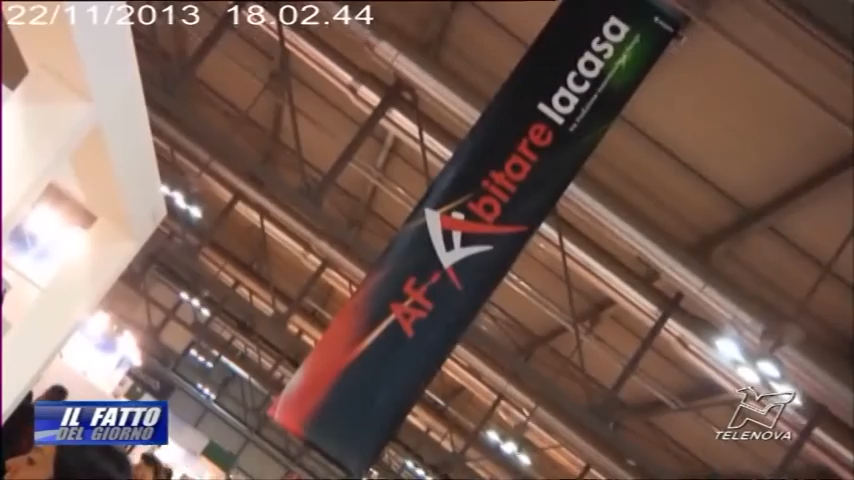 22/11/2013 18.02.44
AF-Abitare lacasa
IL FATTO
DEL GIORNO
TELENOVA